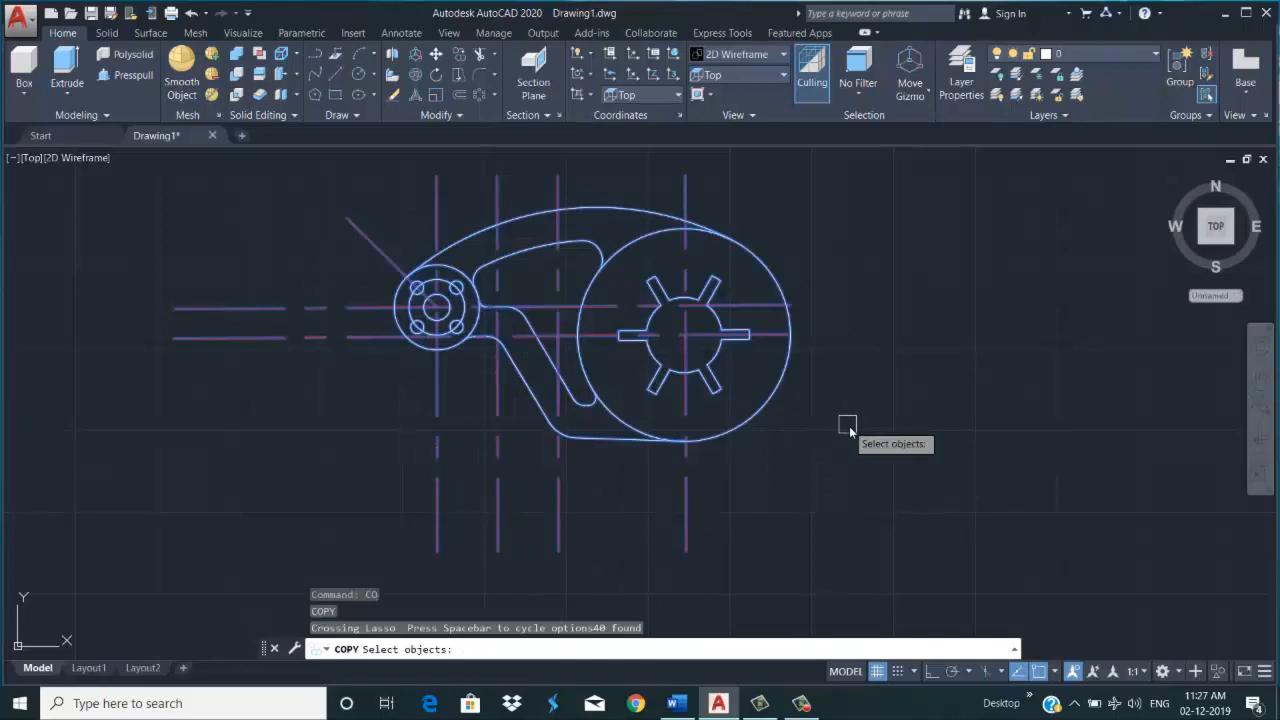 Autodesk AutoCAD 2020 Drawing1.dwg
Type a keyword or phrase
Sign In
Home Solid Surface Mesh Visualize Parametric Insert Annotate View Manage Output Add-ins Collaborate Express Tools Featured Apps
Box
Extrude
Polysolid
Presspull
Smooth
Object
Section
Plane
Top
2D Wireframe
Top
Culling
No Filter
Move
Gizmo
Layer
Properties
0
Group
Base
Modeling Mesh Solid Editing Draw Modify Section Coordinates View Selection Layers Groups View
Start Drawing1*
[−][Top][2D Wireframe]
N
W TOP E
S
Unnamed
Select objects:
Command: CO
COPY
Crossing Lasso Press Spacebar to cycle options40 found
COPY Select objects:
Y
X
Model Layout1 Layout2
MODEL
1:1
Type here to search
Desktop
ENG
11:27 AM
02-12-2019
4